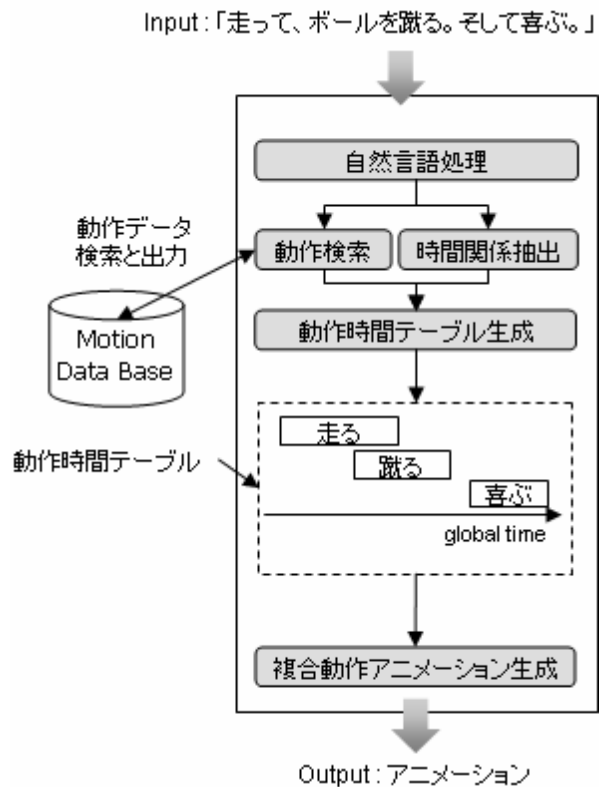 Input : 「走って、ボールを蹴る。そして喜ぶ。」
自然言語処理
動作データ
検索と出力
動作検索
時間関係抽出
Motion
Data Base
動作時間テーブル生成
動作時間テーブル
走る
蹴る
喜ぶ
global time
複合動作アニメーション生成
Output : アニメーション